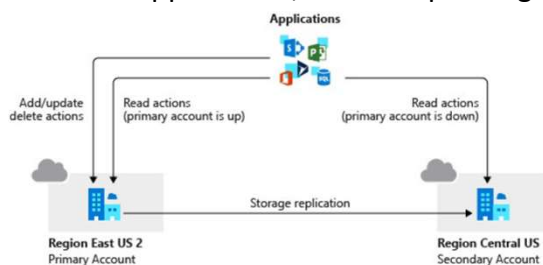 Applications
Add/update
delete actions
Read actions
(primary account is up)
Read actions
(primary account is down)
Storage replication
Region East US 2
Primary Account
Region Central US
Secondary Account